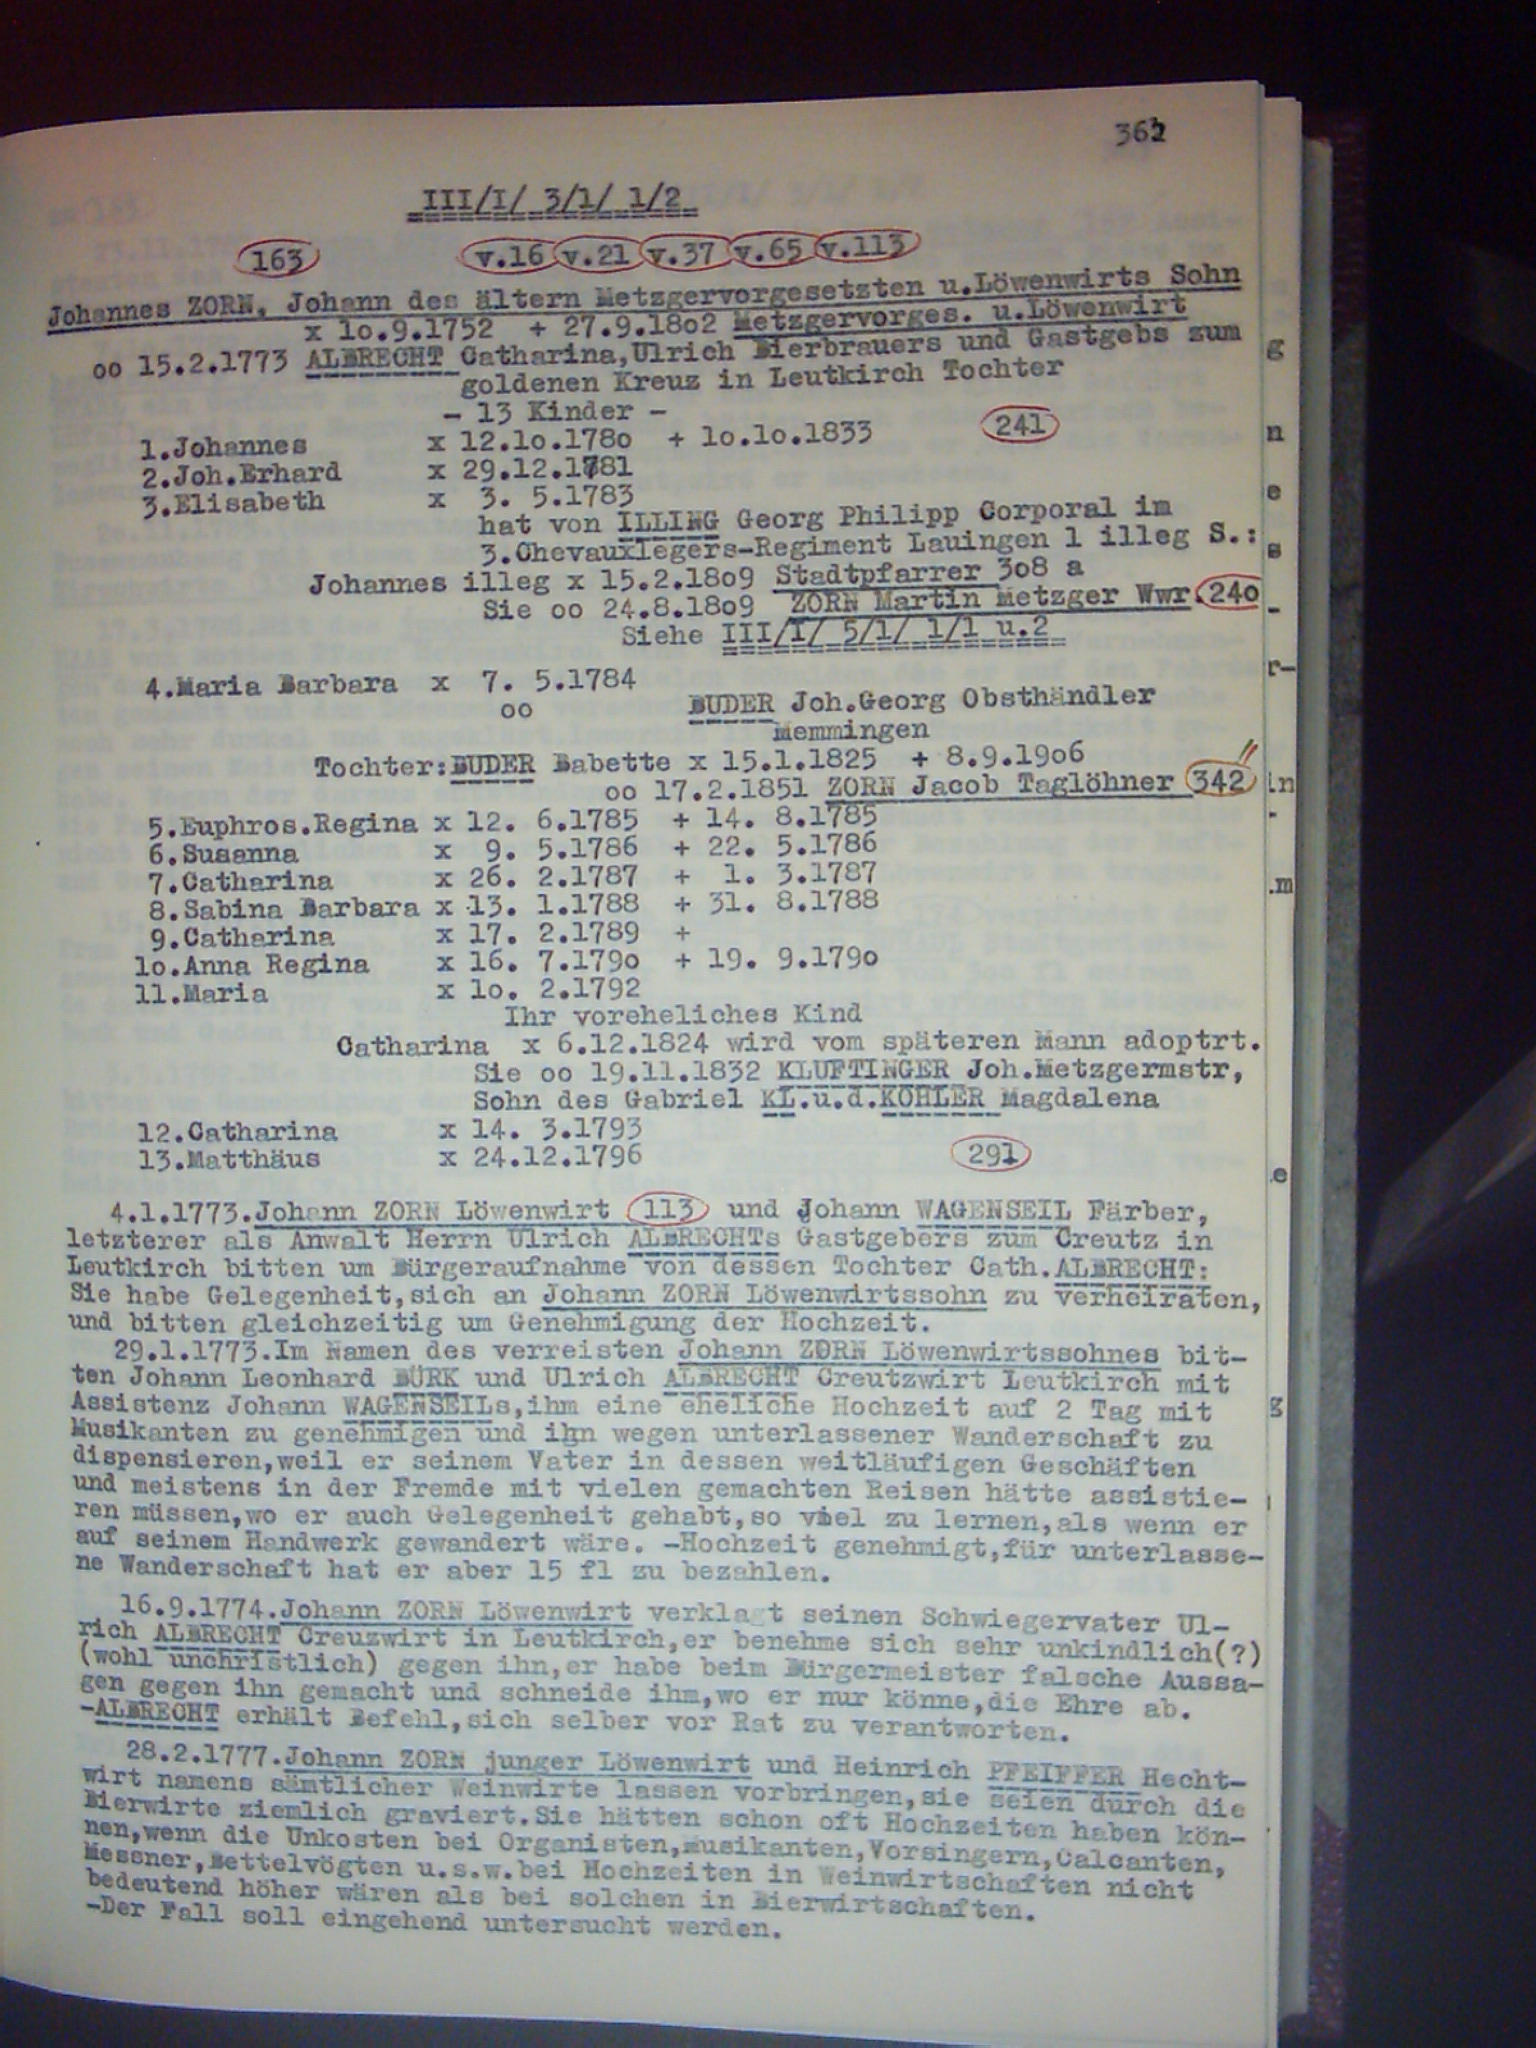 362
III/I/ 3/1/ 1/2
163 v.16 v.21 v.37 v.65 v.113
Johannes ZORN, Johann des ältern Metzgervorgesetzten u.Löwenwirts Sohn
x 1o.9.1752 + 27.9.18o2 Metzgervorges. u.Löwenwirt
oo 15.2.1773 ALBRECHT Catharina,Ulrich Bierbrauers und Gastgebs zum
goldenen Kreuz in Leutkirch Tochter
- 13 Kinder -
1.Johannes x 12.1o.178o + 1o.1o.1833 241
2.Joh.Erhard x 29.12.1781
3.Elisabeth x 3. 5.1783
hat von ILLING Georg Philipp Corporal im
3.Chevauxlegers-Regiment Lauingen 1 illeg S.:
Johannes illeg x 15.2.18o9 Stadtpfarrer 3o8 a
Sie oo 24.8.18o9 ZORN Martin Metzger Wwr. 240
Siehe III/I/ 5/1/ 1/1 u.2
4.Maria Barbara x 7. 5.1784
oo BUDER Joh.Georg Obsthändler
Memmingen
Tochter:BUDER Babette x 15.1.1825 + 8.9.19o6
oo 17.2.1851 ZORN Jacob Taglöhner 342
5.Euphros.Regina x 12. 6.1785 + 14. 8.1785
6.Susanna x 9. 5.1786 + 22. 5.1786
7.Catharina x 26. 2.1787 + 1. 3.1787
8.Sabina Barbara x 13. 1.1788 + 31. 8.1788
9.Catharina x 17. 2.1789 +
1o.Anna Regina x 16. 7.179o + 19. 9.179o
11.Maria x 1o. 2.1792
Ihr voreheliches Kind
Catharina x 6.12.1824 wird vom späteren Mann adoptrt.
Sie oo 19.11.1832 KLUFTINGER Joh.Metzgermstr,
Sohn des Gabriel KL.u.d.KOHLER Magdalena
12.Catharina x 14. 3.1793
13.Matthäus x 24.12.1796 291
4.1.1773.Johann ZORN Löwenwirt 113 und Johann WAGENSEIL Färber,
letzterer als Anwalt Herrn Ulrich ALBRECHTs Gastgebers zum Creutz in
Leutkirch bitten um Bürgeraufnahme von dessen Tochter Cath.ALBRECHT:
Sie habe Gelegenheit,sich an Johann ZORN Löwenwirtssohn zu verheiraten,
und bitten gleichzeitig um Genehmigung der Hochzeit.
29.1.1773.Im Namen des verreisten Johann ZORN Löwenwirtssohnes bit-
ten Johann Leonhard BÜRK und Ulrich ALBRECHT Creutzwirt Leutkirch mit
Assistenz Johann WAGENSEILs,ihm eine eheliche Hochzeit auf 2 Tag mit
Musikanten zu genehmigen und ihn wegen unterlassener Wanderschaft zu
dispensieren,weil er seinem Vater in dessen weitläufigen Geschäften
und meistens in der Fremde mit vielen gemachten Reisen hätte assistie-
ren müssen,wo er auch Gelegenheit gehabt,so viel zu lernen,als wenn er
auf seinem Handwerk gewandert wäre. -Hochzeit genehmigt,für unterlasse-
ne Wanderschaft hat er aber 15 fl zu bezahlen.
16.9.1774.Johann ZORN Löwenwirt verklagt seinen Schwiegervater Ul-
rich ALBRECHT Creuzwirt in Leutkirch,er benehme sich sehr unkindlich(?)
(wohl unchristlich) gegen ihn,er habe beim Bürgermeister falsche Aussa-
gen gegen ihn gemacht und schneide ihm,wo er nur könne,die Ehre ab.
-ALBRECHT erhält Befehl,sich selber vor Rat zu verantworten.
28.2.1777.Johann ZORN junger Löwenwirt und Heinrich PFEIFFER Hecht-
wirt namens sämtlicher Weinwirte lassen vorbringen,sie seien durch die
Bierwirte ziemlich graviert.Sie hätten schon oft Hochzeiten haben kön-
nen,wenn die Unkosten bei Organisten,Musikanten,Vorsingern,Calcanten,
Messner,Bettelvögten u.s.w.bei Hochzeiten in Weinwirtschaften nicht
bedeutend höher wären als bei solchen in Bierwirtschaften.
-Der Fall soll eingehend untersucht werden.